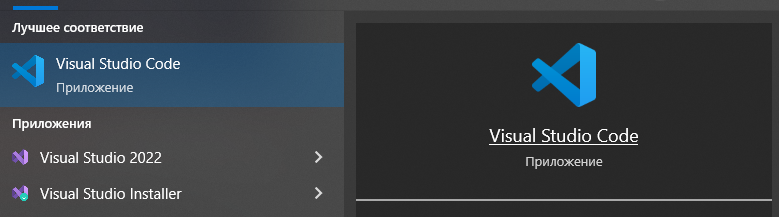 Лучшее соответствие
Visual Studio Code
Приложение
Приложения
Visual Studio 2022
Visual Studio Installer
Visual Studio Code
Приложение